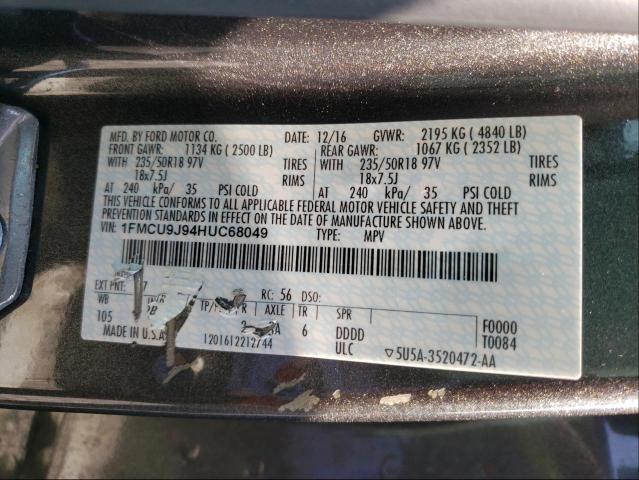 MFD. BY FORD MOTOR CO. DATE: 12/16 GVWR: 2195 KG ( 4840 LB)
FRONT GAWR: 1134 KG ( 2500 LB) REAR GAWR: 1067 KG ( 2352 LB)
WITH 235/50R18 97V TIRES WITH 235/50R18 97V TIRES
18x7.5J RIMS 18x7.5J RIMS
AT 240 kPa/ 35 PSI COLD AT 240 kPa/ 35 PSI COLD
THIS VEHICLE CONFORMS TO ALL APPLICABLE FEDERAL MOTOR VEHICLE SAFETY AND THEFT
PREVENTION STANDARDS IN EFFECT ON THE DATE OF MANUFACTURE SHOWN ABOVE.
VIN: 1FMCU9J94HUC68049 TYPE: MPV
EXT PNT: 7 RC: 56 DSO:
WB AXLE TR SPR
105 6 DDDD F0000
MADE IN U.S.A 1201612212744 ULC ▽5U5A-3520472-AA T0084